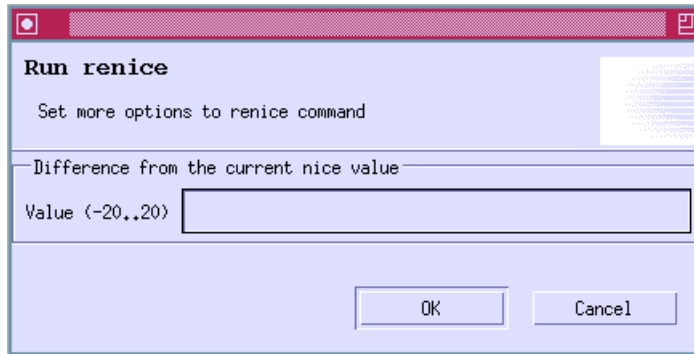 Run renice
Set more options to renice command
Difference from the current nice value
Value (-20..20)
OK Cancel